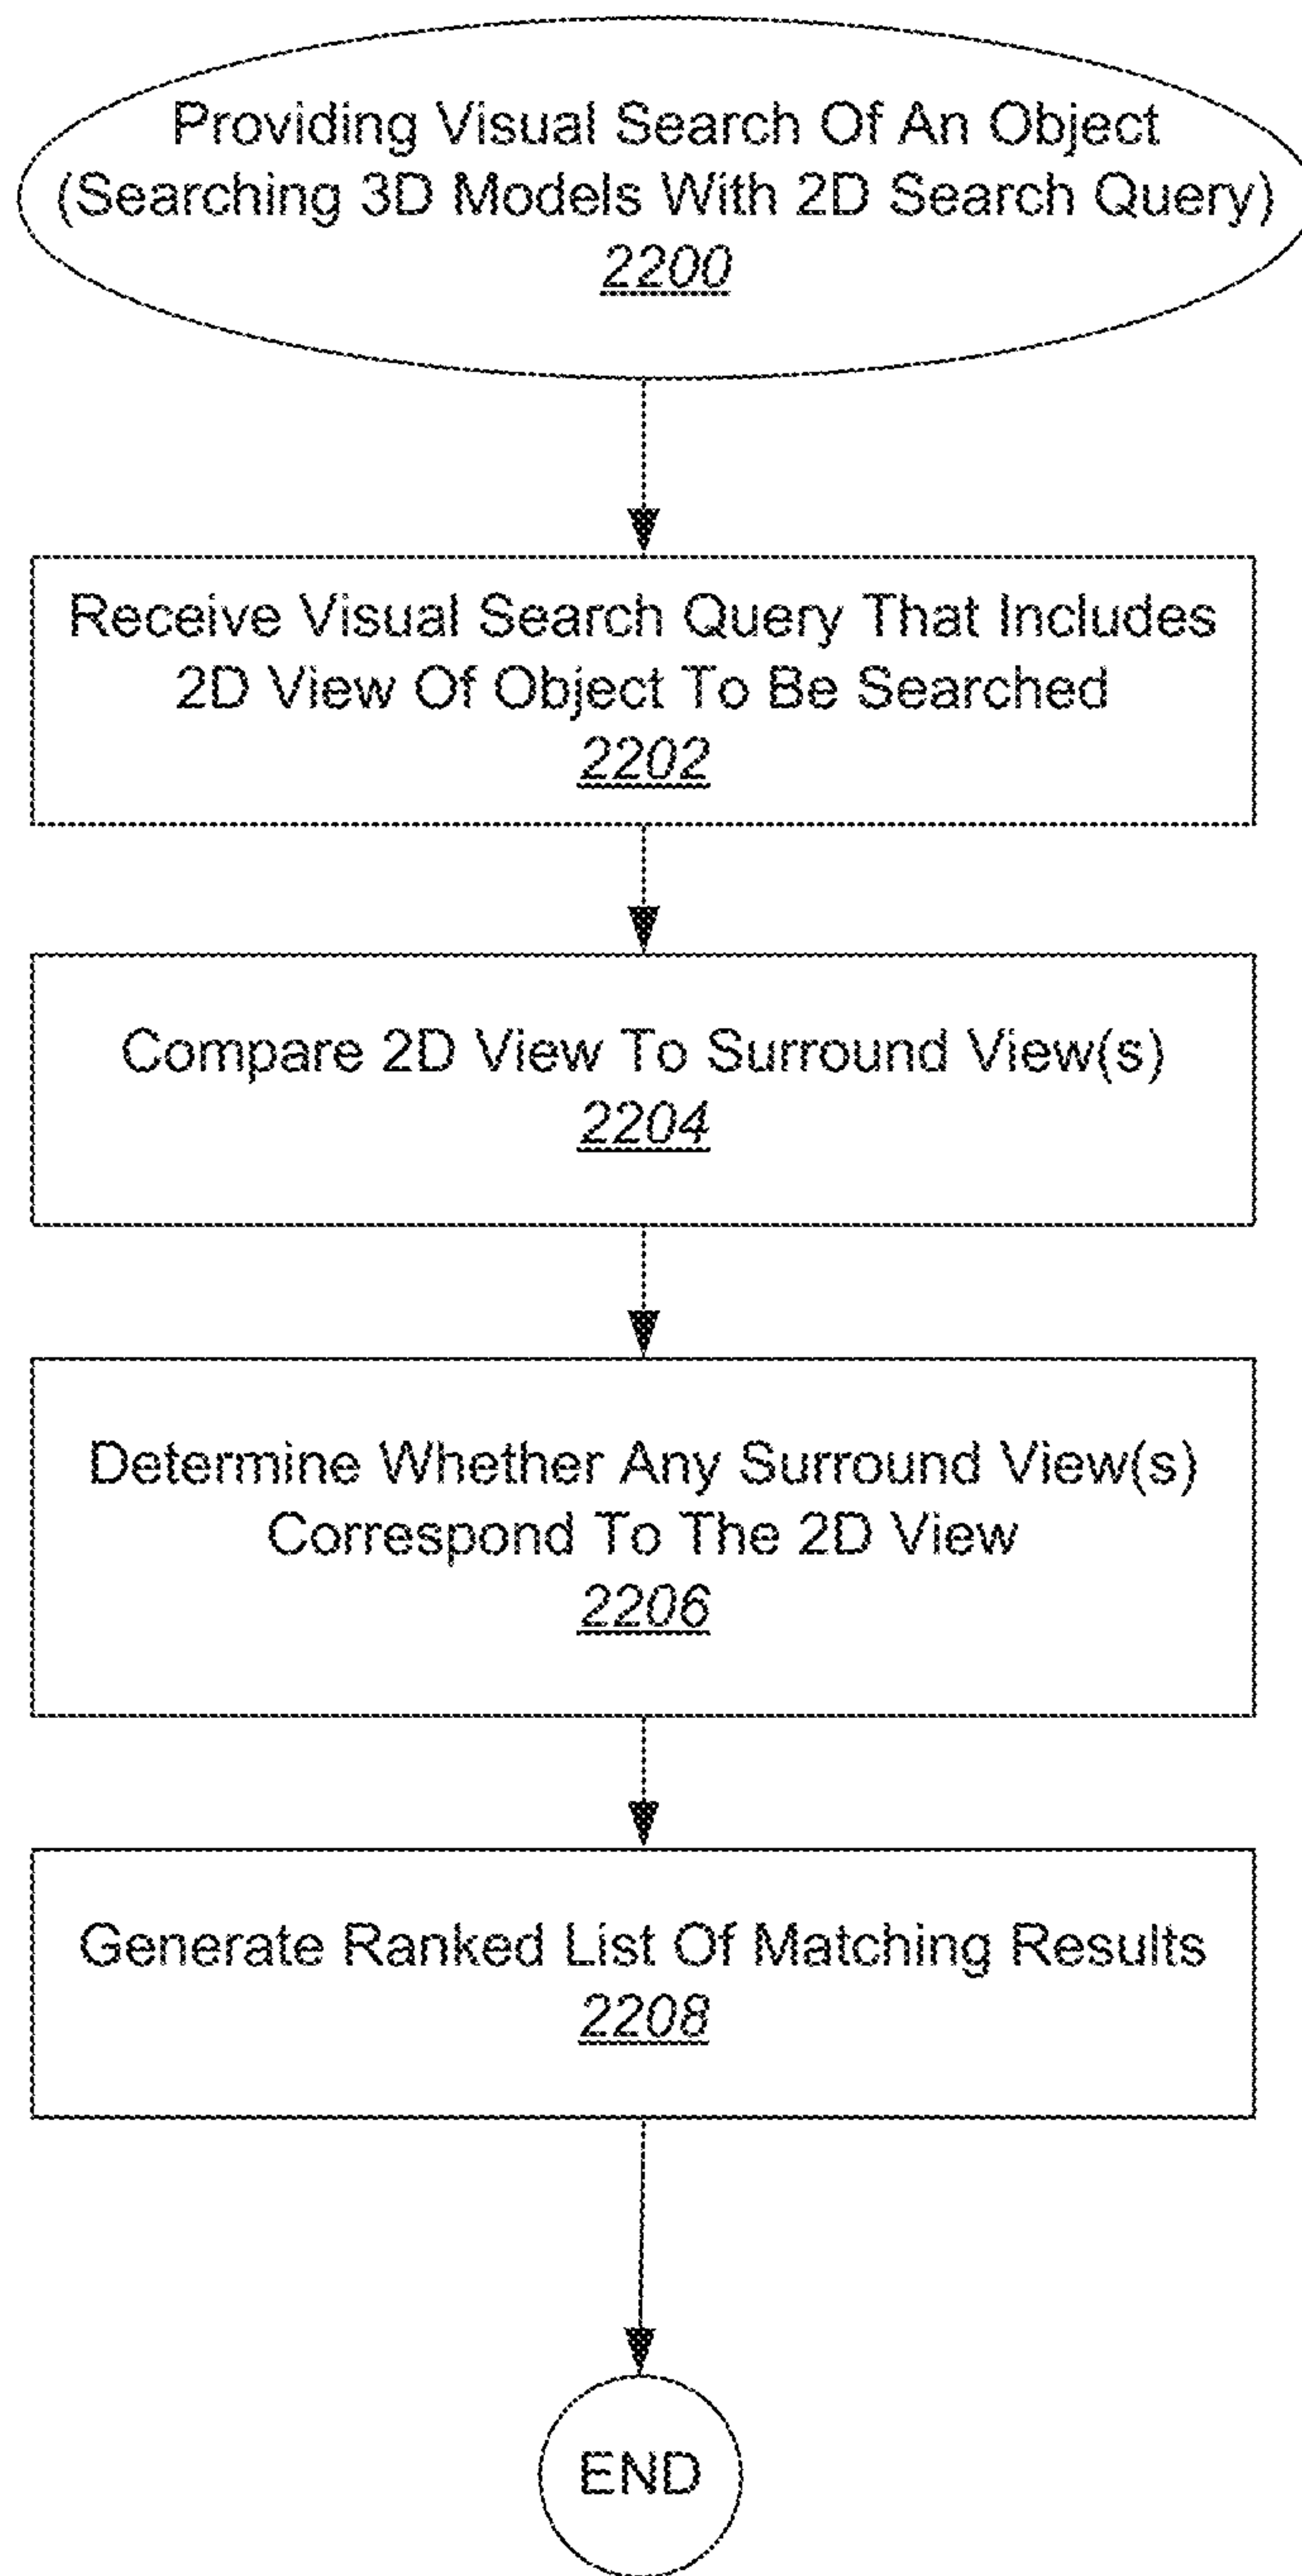 Providing Visual Search Of An Object
(Searching 3D Models With 2D Search Query)
2200
Receive Visual Search Query That Includes
2D View Of Object To Be Searched
2202
Compare 2D View To Surround View(s)
2204
Determine Whether Any Surround View(s)
Correspond To The 2D View
2206
Generate Ranked List Of Matching Results
2208
END